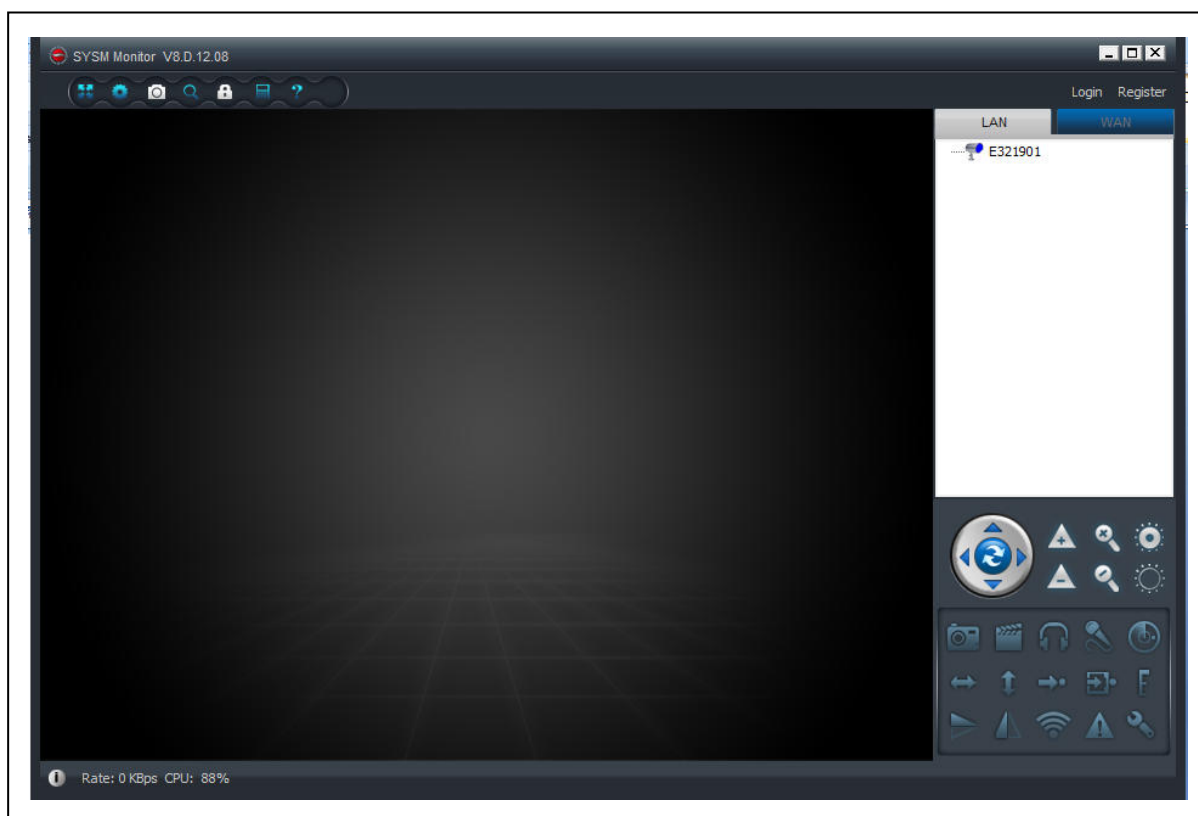 SYSM Monitor V8.D.12.08
Login Register
LAN WAN
E321901
Rate: 0 KBps CPU: 88%